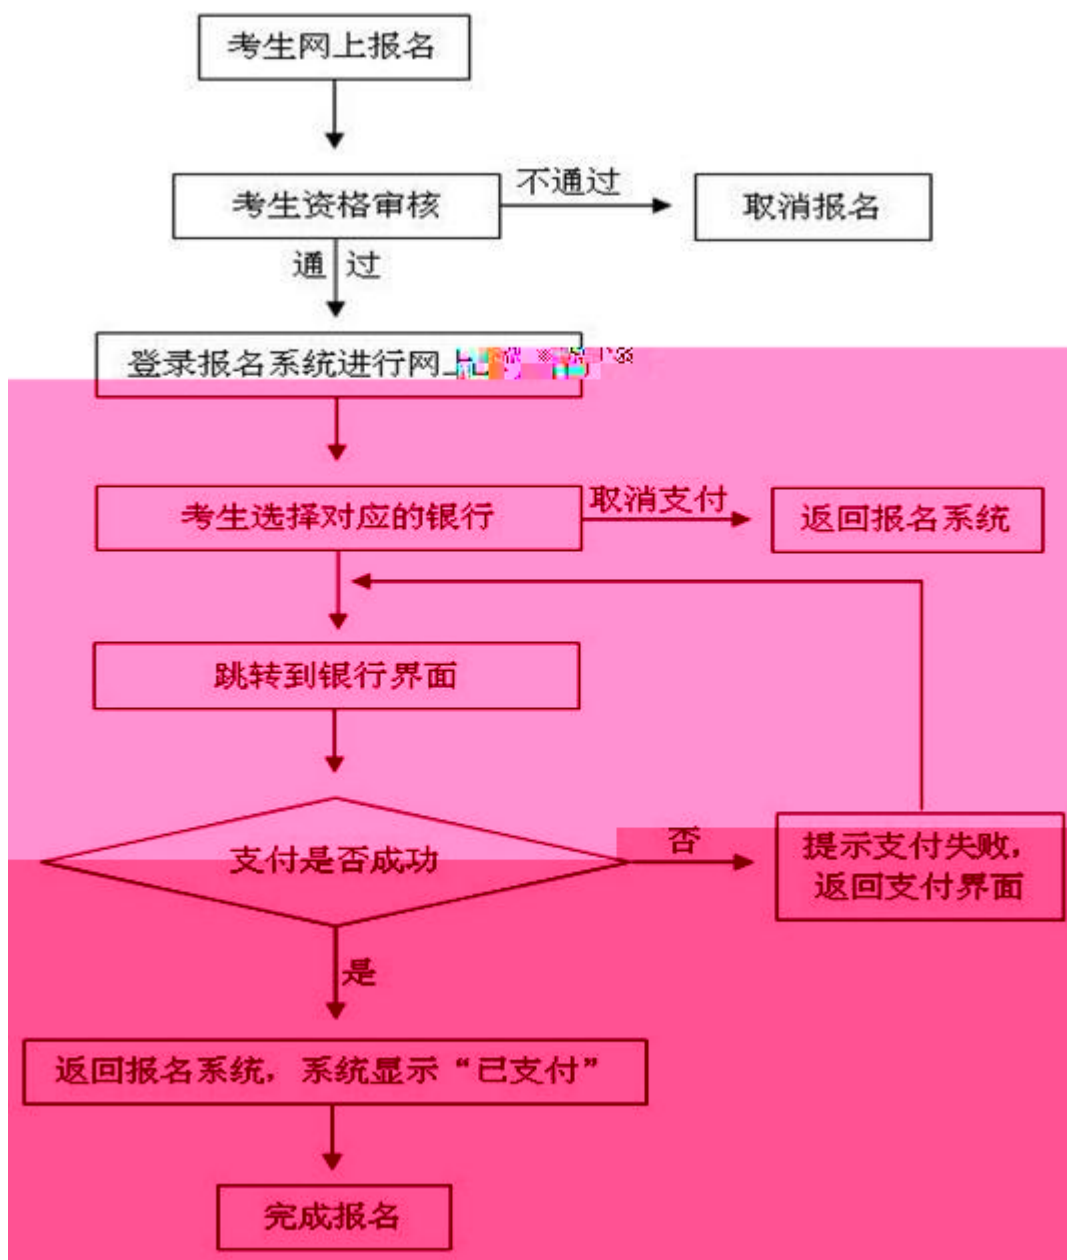 考生网上报名
考生资格审核
不通过
取消报名
通过
登录报名系统进行网上
考生选择对应的银行
取消支付
返回报名系统
跳转到银行界面
支付是否成功
否
提示支付失败，
返回支付界面
是
返回报名系统，系统显示“已支付”
完成报名